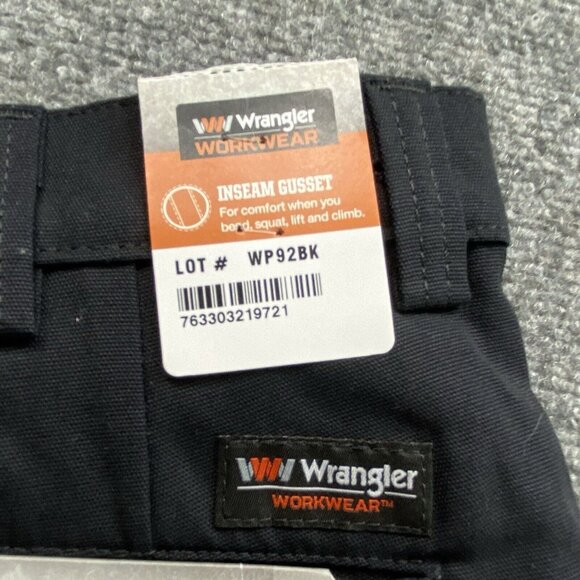 Wrangler
WORKWEAR
INSEAM GUSSET
For comfort when you
bend, squat, lift and climb.
LOT # WP92BK
763303219721
Wrangler
WORKWEAR™